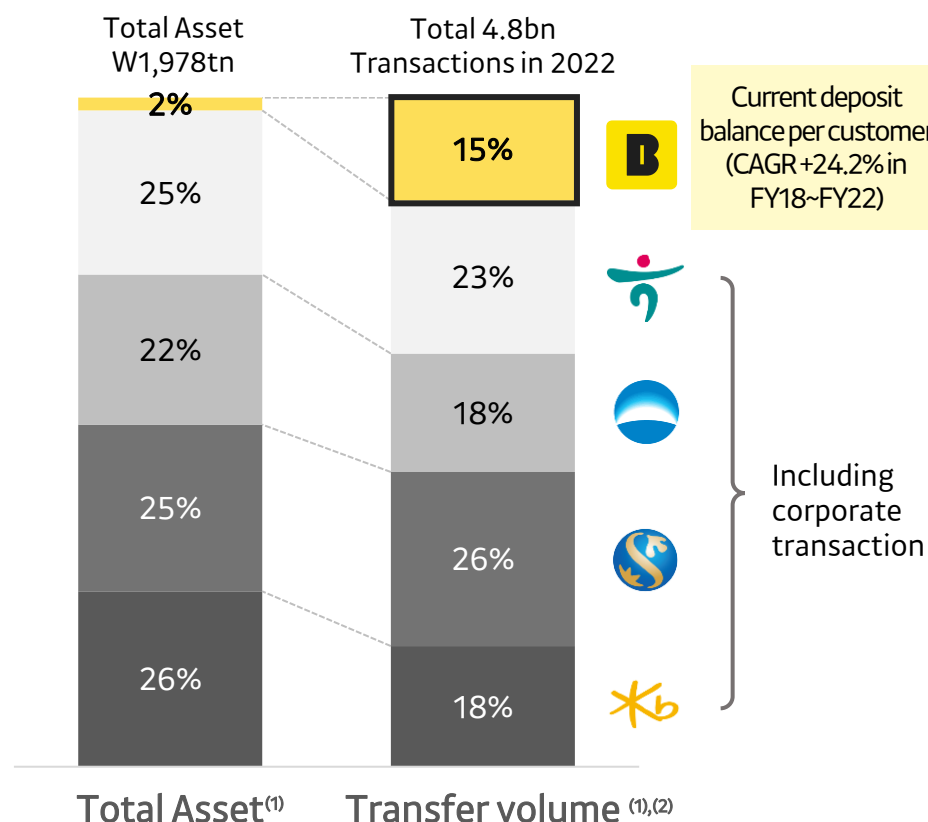 Total Asset
W1,978tn
Total 4.8bn
Transactions in 2022
2%
25%
22%
25%
26%
15%
23%
18%
26%
18%
B
Current deposit
balance per customer
(CAGR +24.2% in
FY18~FY22)
Kb
Including
corporate
transaction
Total Asset(1)
Transfer volume (1),(2)